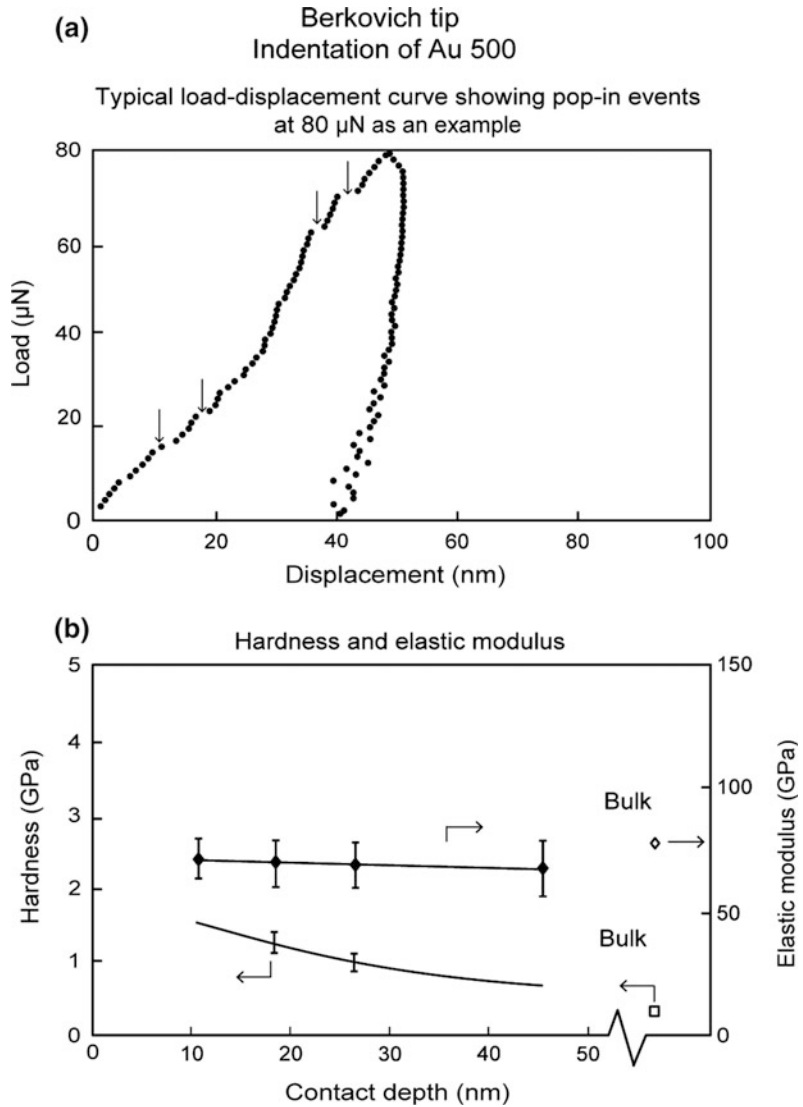 (a)
Berkovich tip
Indentation of Au 500
Typical load-displacement curve showing pop-in events
at 80 µN as an example
80
60
40
20
0
Load (µN)
0 20 40 60 80 100
Displacement (nm)
(b)
Hardness and elastic modulus
5
4
3
2
1
0
Hardness (GPa)
150
100
50
0
Elastic modulus (GPa)
Bulk
Bulk
0 10 20 30 40 50
Contact depth (nm)